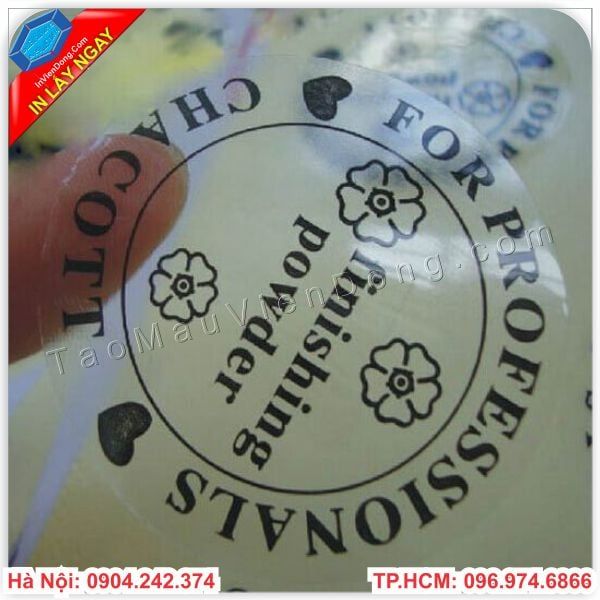 InVienDong.Com
IN LẤY NGAY
CHACOTT
FOR PROFESSIONALS
finishing
powder
TaoMauVienDong.com
Hà Nội: 0904.242.374
TP.HCM: 096.974.6866